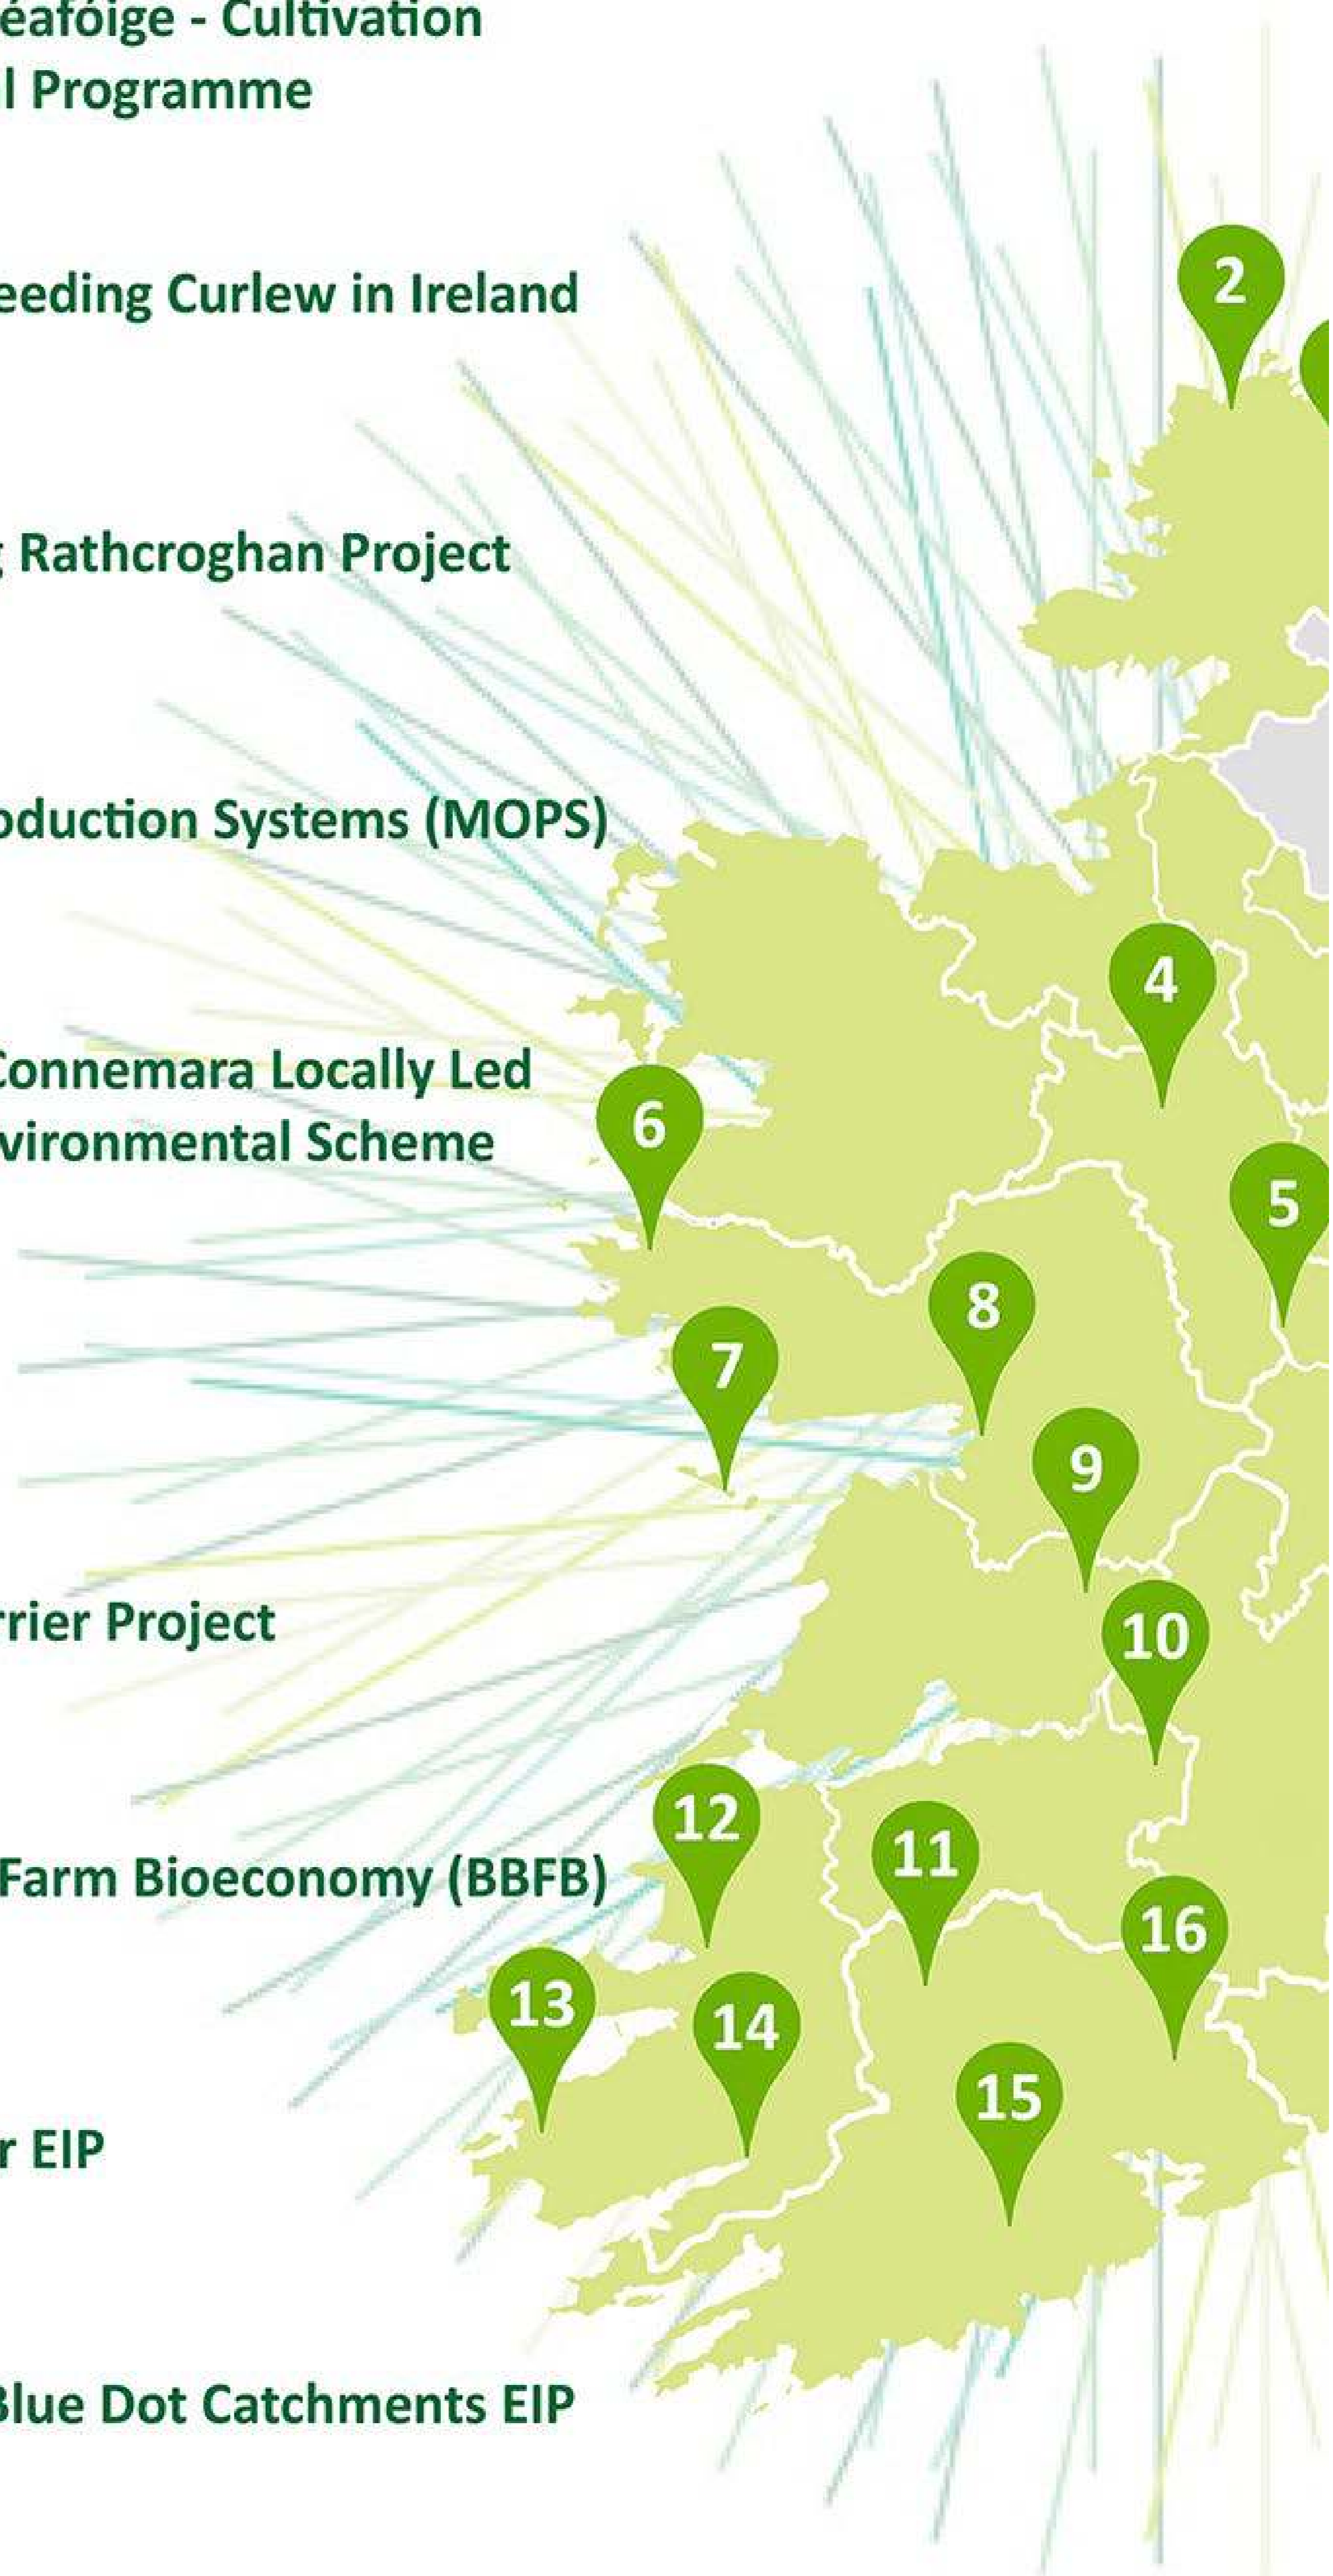 éafóige - Cultivation
l Programme
eeding Curlew in Ireland
Rathcroghan Project
oduction Systems (MOPS)
Connemara Locally Led
vironmental Scheme
rrier Project
Farm Bioeconomy (BBFB)
r EIP
Blue Dot Catchments EIP
2
4
6
5
8
7
9
10
12
11
16
13
14
15